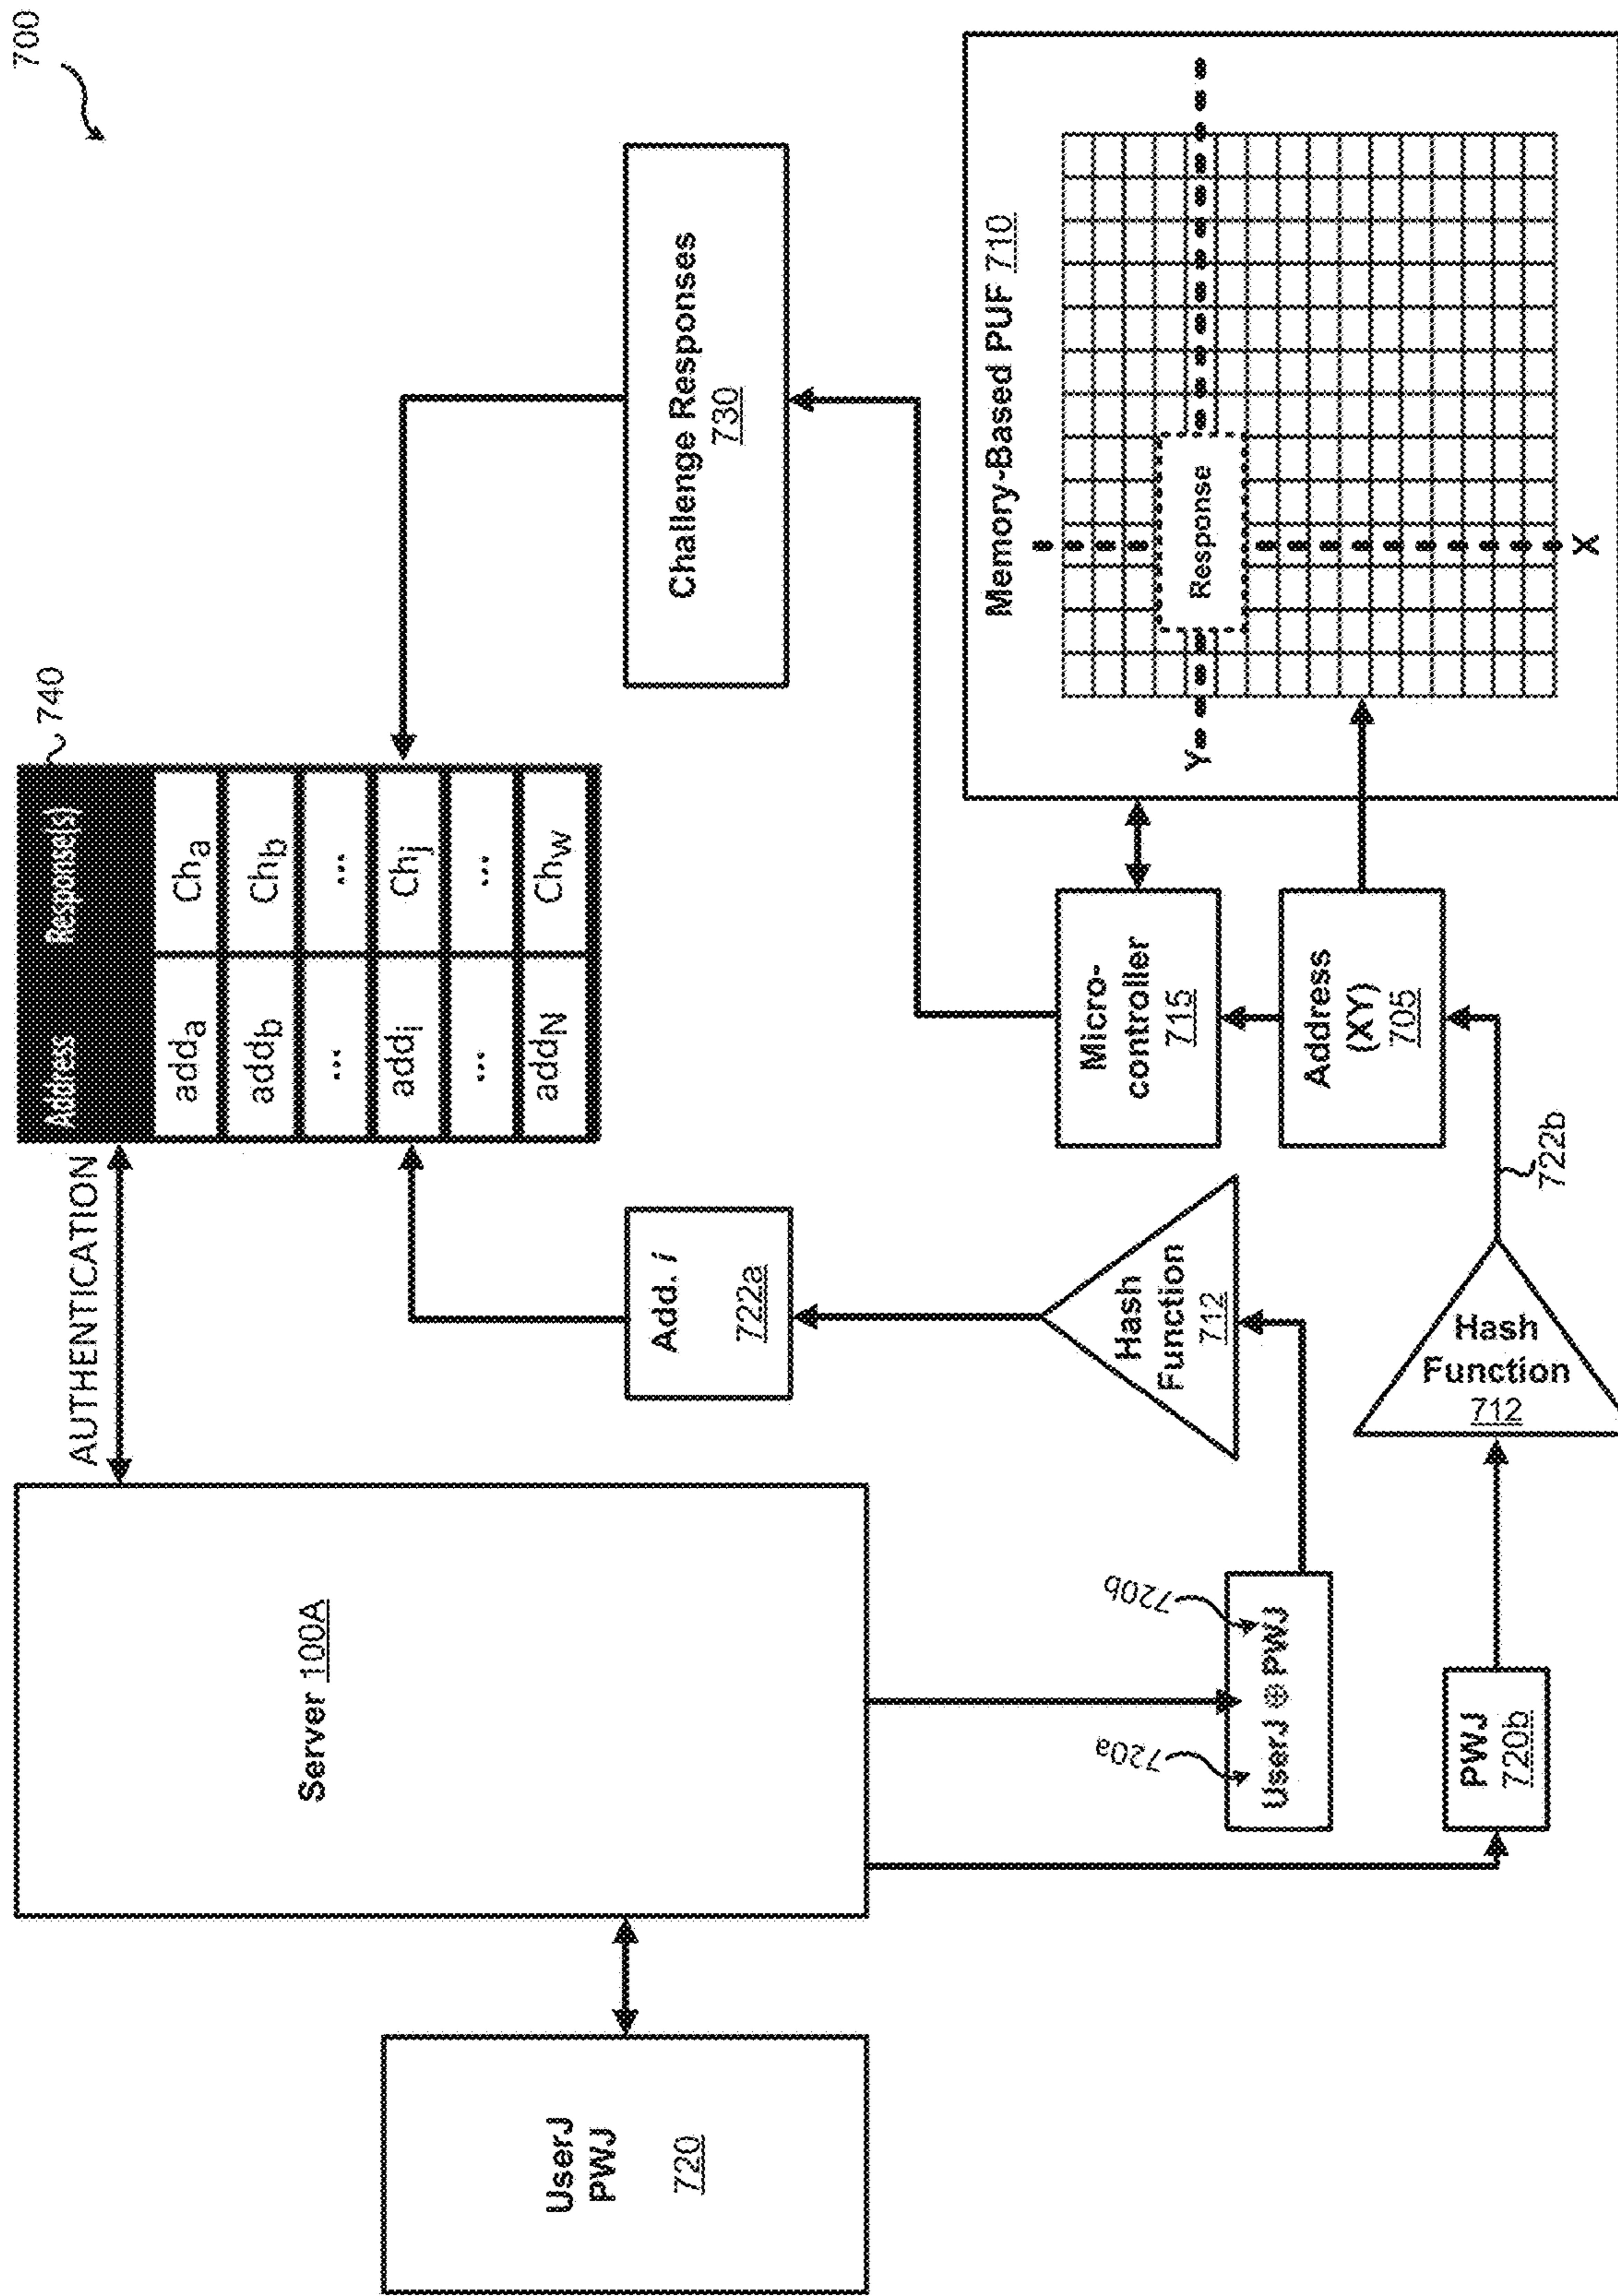 700
AUTHENTICATION
740
Address
Response[s]
add_a
Ch_a
add_b
Ch_b
...
...
add_i
Ch_j
...
...
add_N
Ch_w
Server 100A
UserJ
PWJ
720
Add. i
722a
Challenge Responses
730
Hash
Function
712
720a
720b
UserJ ⊕ PWJ
PWJ
720b
Hash
Function
712
722b
Micro-
controller
715
Address
(XY)
705
Memory-Based PUF 710
Y
Response
X